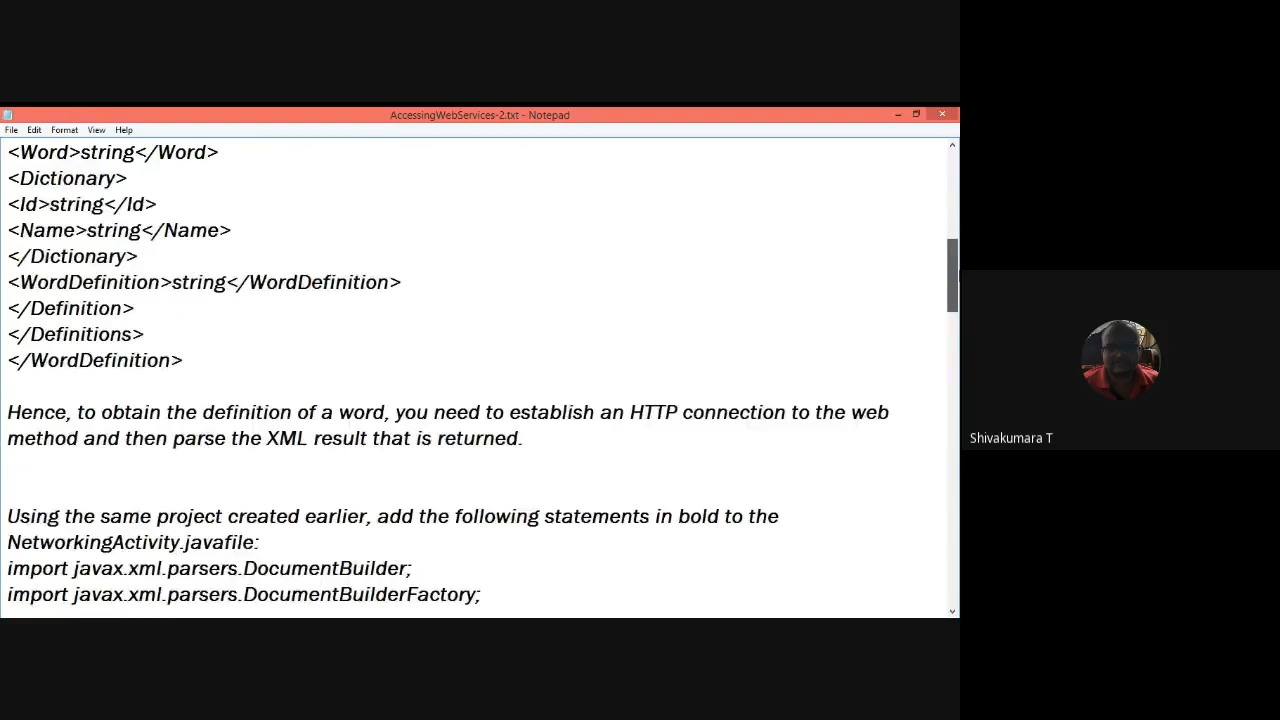 AccessingWebServices-2.txt - Notepad
File Edit Format View Help
<Word>string</Word>
<Dictionary>
<Id>string</Id>
<Name>string</Name>
</Dictionary>
<WordDefinition>string</WordDefinition>
</Definition>
</Definitions>
</WordDefinition>
Hence, to obtain the definition of a word, you need to establish an HTTP connection to the web
method and then parse the XML result that is returned.
Using the same project created earlier, add the following statements in bold to the
NetworkingActivity.javafile:
import javax.xml.parsers.DocumentBuilder;
import javax.xml.parsers.DocumentBuilderFactory;
Shivakumara T